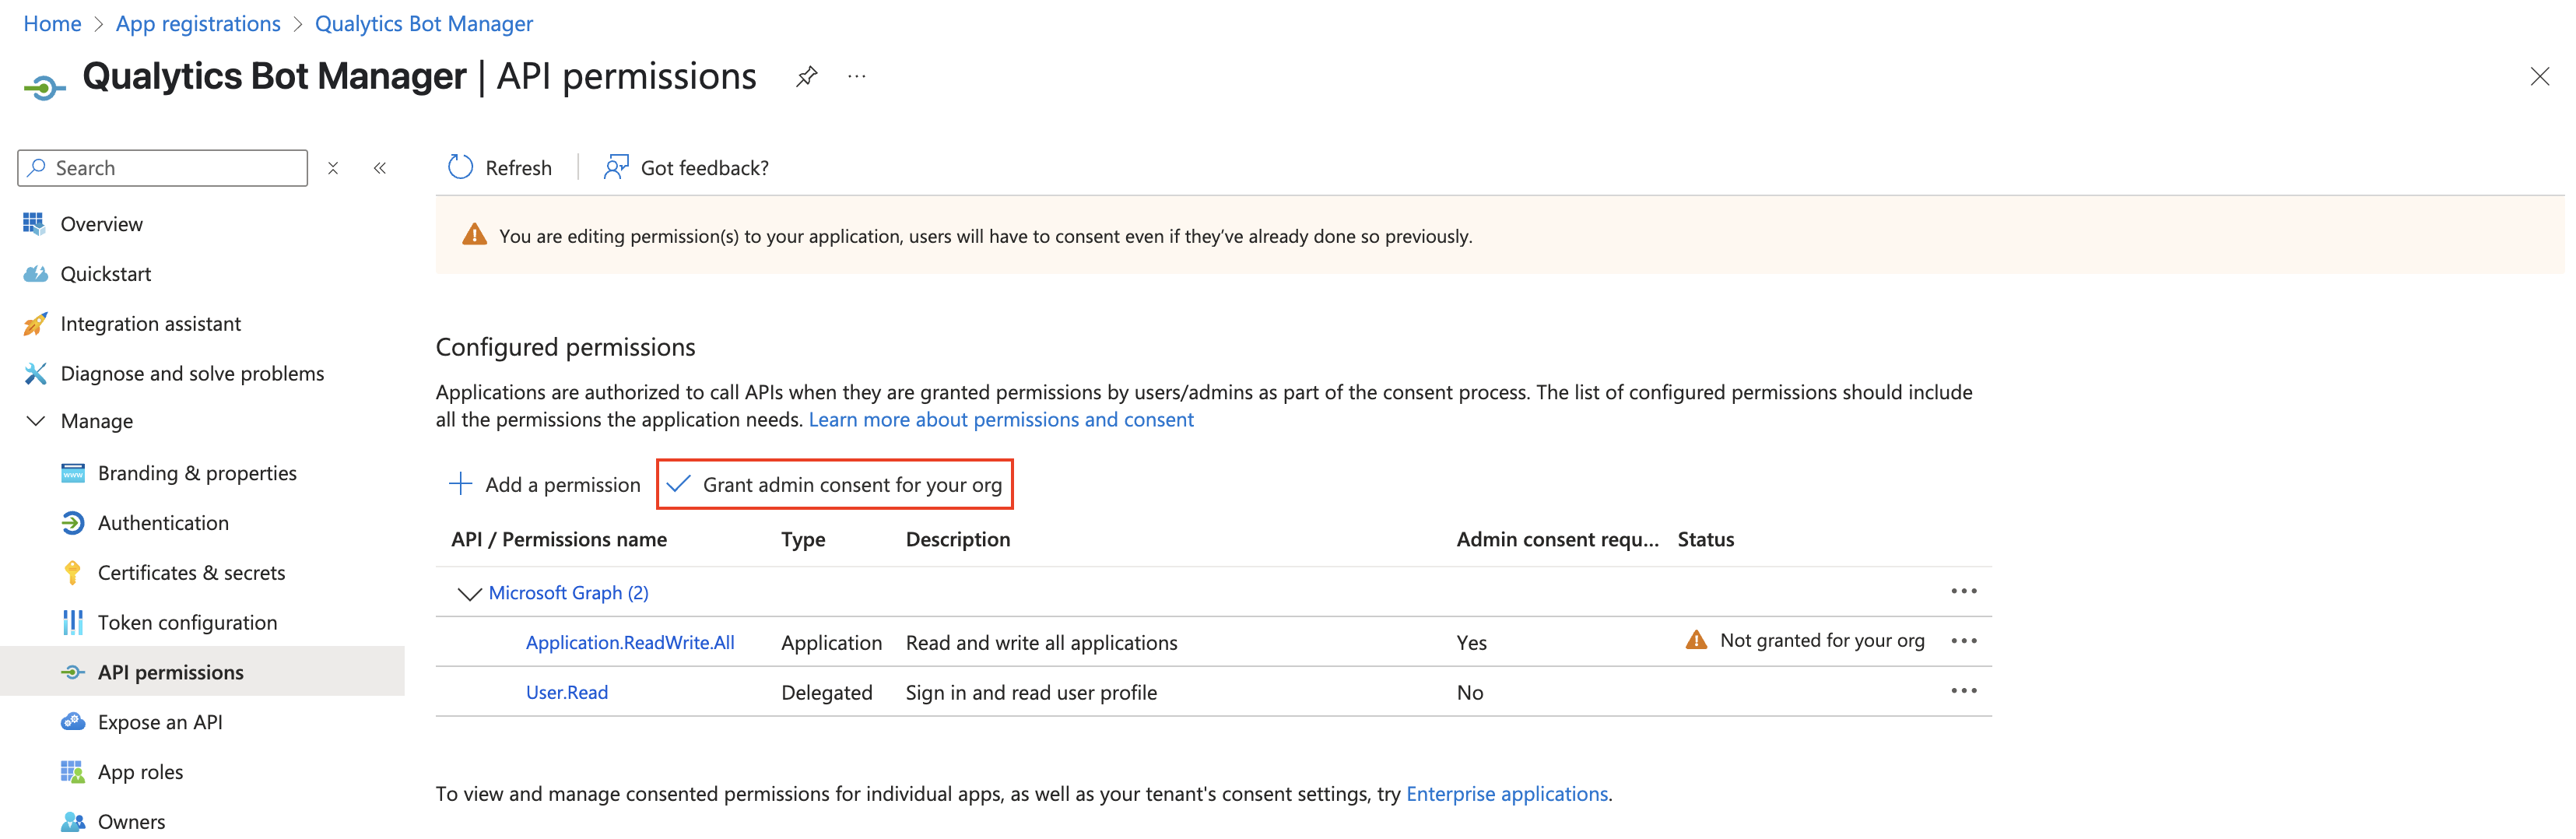 Home > App registrations > Qualytics Bot Manager
Qualytics Bot Manager | API permissions
Search
Refresh
Got feedback?
Overview
Quickstart
Integration assistant
Diagnose and solve problems
Manage
Branding & properties
Authentication
Certificates & secrets
Token configuration
API permissions
Expose an API
App roles
Owners
You are editing permission(s) to your application, users will have to consent even if they’ve already done so previously.
Configured permissions
Applications are authorized to call APIs when they are granted permissions by users/admins as part of the consent process. The list of configured permissions should include
all the permissions the application needs. Learn more about permissions and consent
Add a permission Grant admin consent for your org
API / Permissions name Type Description Admin consent requ... Status
Microsoft Graph (2)
Application.ReadWrite.All Application Read and write all applications Yes Not granted for your org
User.Read Delegated Sign in and read user profile No
To view and manage consented permissions for individual apps, as well as your tenant's consent settings, try Enterprise applications.